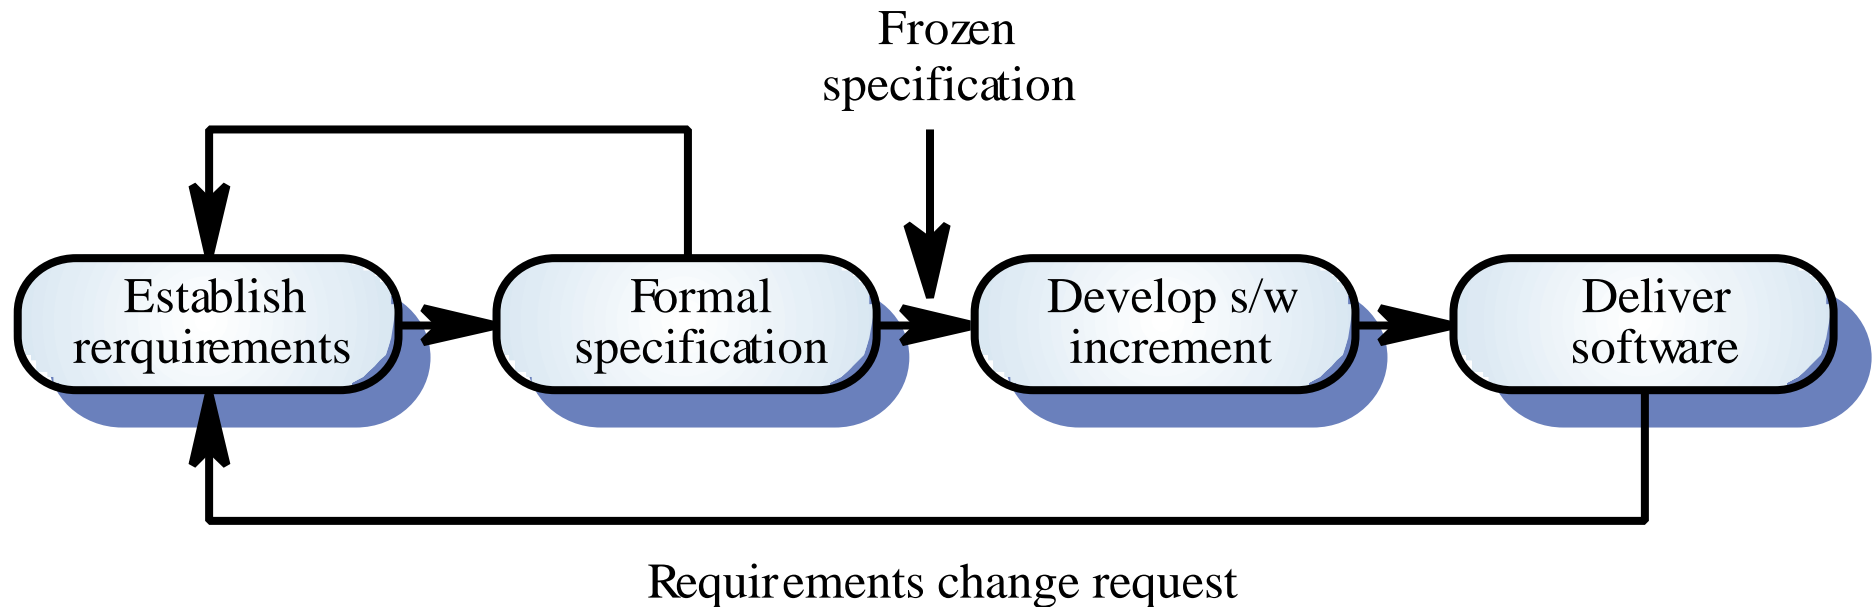 Frozen
specification
Establish
rerquirements
Formal
specification
Develop s/w
increment
Deliver
software
Requirements change request